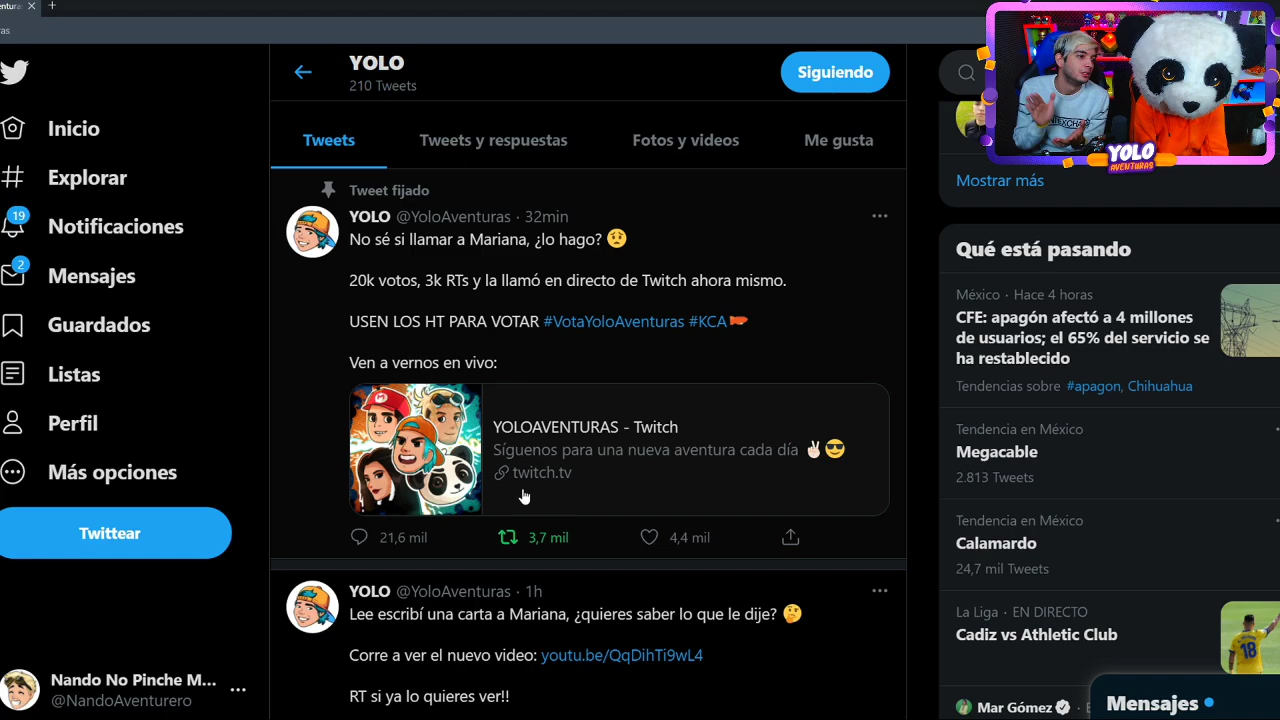 YOLO
210 Tweets
Siguiendo
Tweets
Tweets y respuestas
Fotos y videos
Me gusta
Inicio
Explorar
19
Notificaciones
2
Mensajes
Guardados
Listas
Perfil
Más opciones
Twittear
Nando No Pinche M...
@NandoAventurero
Tweet fijado
YOLO @YoloAventuras · 32min
No sé si llamar a Mariana, ¿lo hago? 😟
20k votos, 3k RTs y la llamó en directo de Twitch ahora mismo.
USEN LOS HT PARA VOTAR #VotaYoloAventuras #KCA
Ven a vernos en vivo:
YOLOAVENTURAS - Twitch
Síguenos para una nueva aventura cada día ✌🏻😎
twitch.tv
21,6 mil
3,7 mil
4,4 mil
YOLO @YoloAventuras · 1h
Lee escribí una carta a Mariana, ¿quieres saber lo que le dije? 🤔
Corre a ver el nuevo video: youtu.be/QqDihTi9wL4
RT si ya lo quieres ver!!
YOLO
AVENTURAS
Mostrar más
Qué está pasando
México · Hace 4 horas
CFE: apagón afectó a 4 millones
de usuarios; el 65% del servicio se
ha restablecido
Tendencias sobre #apagon, Chihuahua
Tendencia en México
Megacable
2.813 Tweets
Tendencia en México
Calamardo
24,7 mil Tweets
La Liga · EN DIRECTO
Cadiz vs Athletic Club
18
Mar Gómez
Mensajes